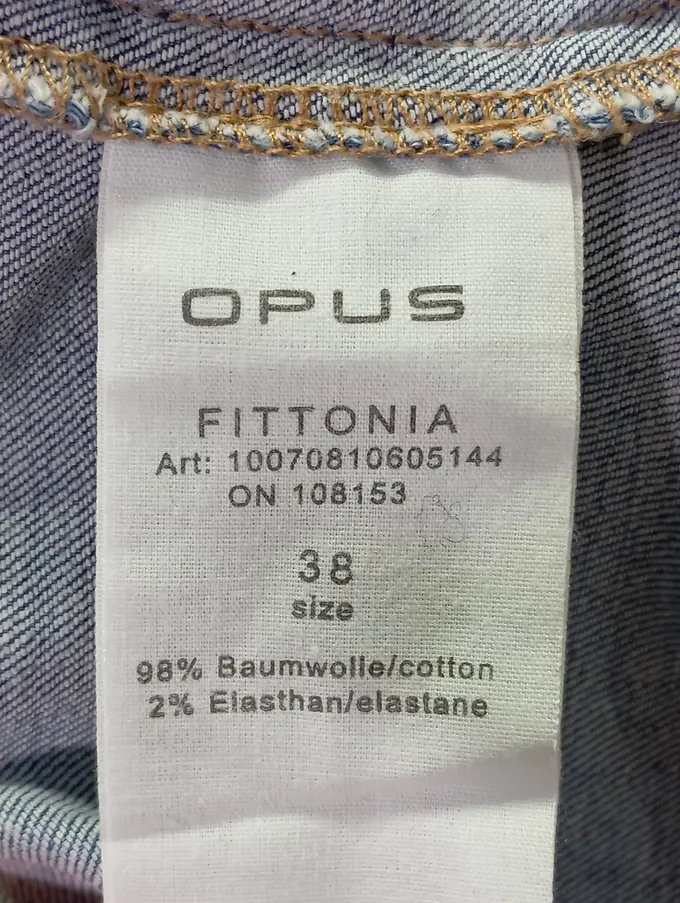 OPUS
FITTONIA
Art: 10070810605144
ON 108153
38
size
98% Baumwolle/cotton
2% Elasthan/elastane